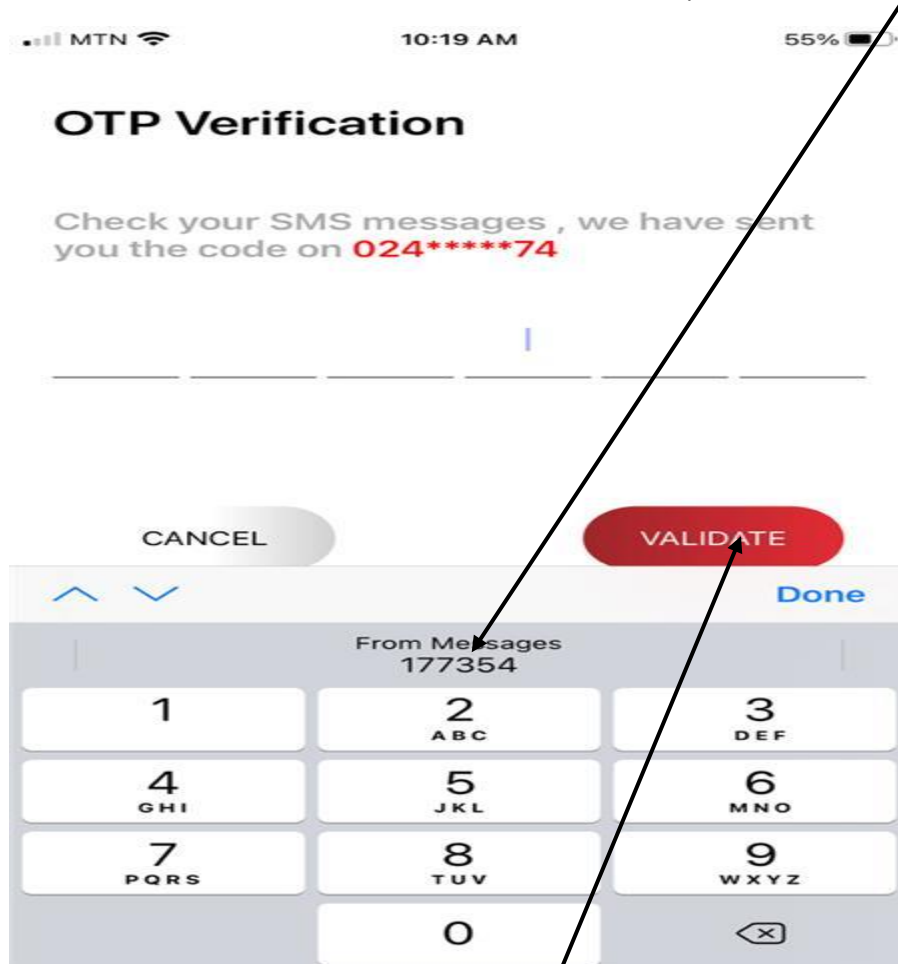 MTN 10:19 AM 55%
OTP Verification
Check your SMS messages , we have sent
you the code on 024*****74
CANCEL VALIDATE
Done
From Messages
177354
1 2 3
ABC DEF
4 5 6
GHI JKL MNO
7 8 9
PQRS TUV WXYZ
0